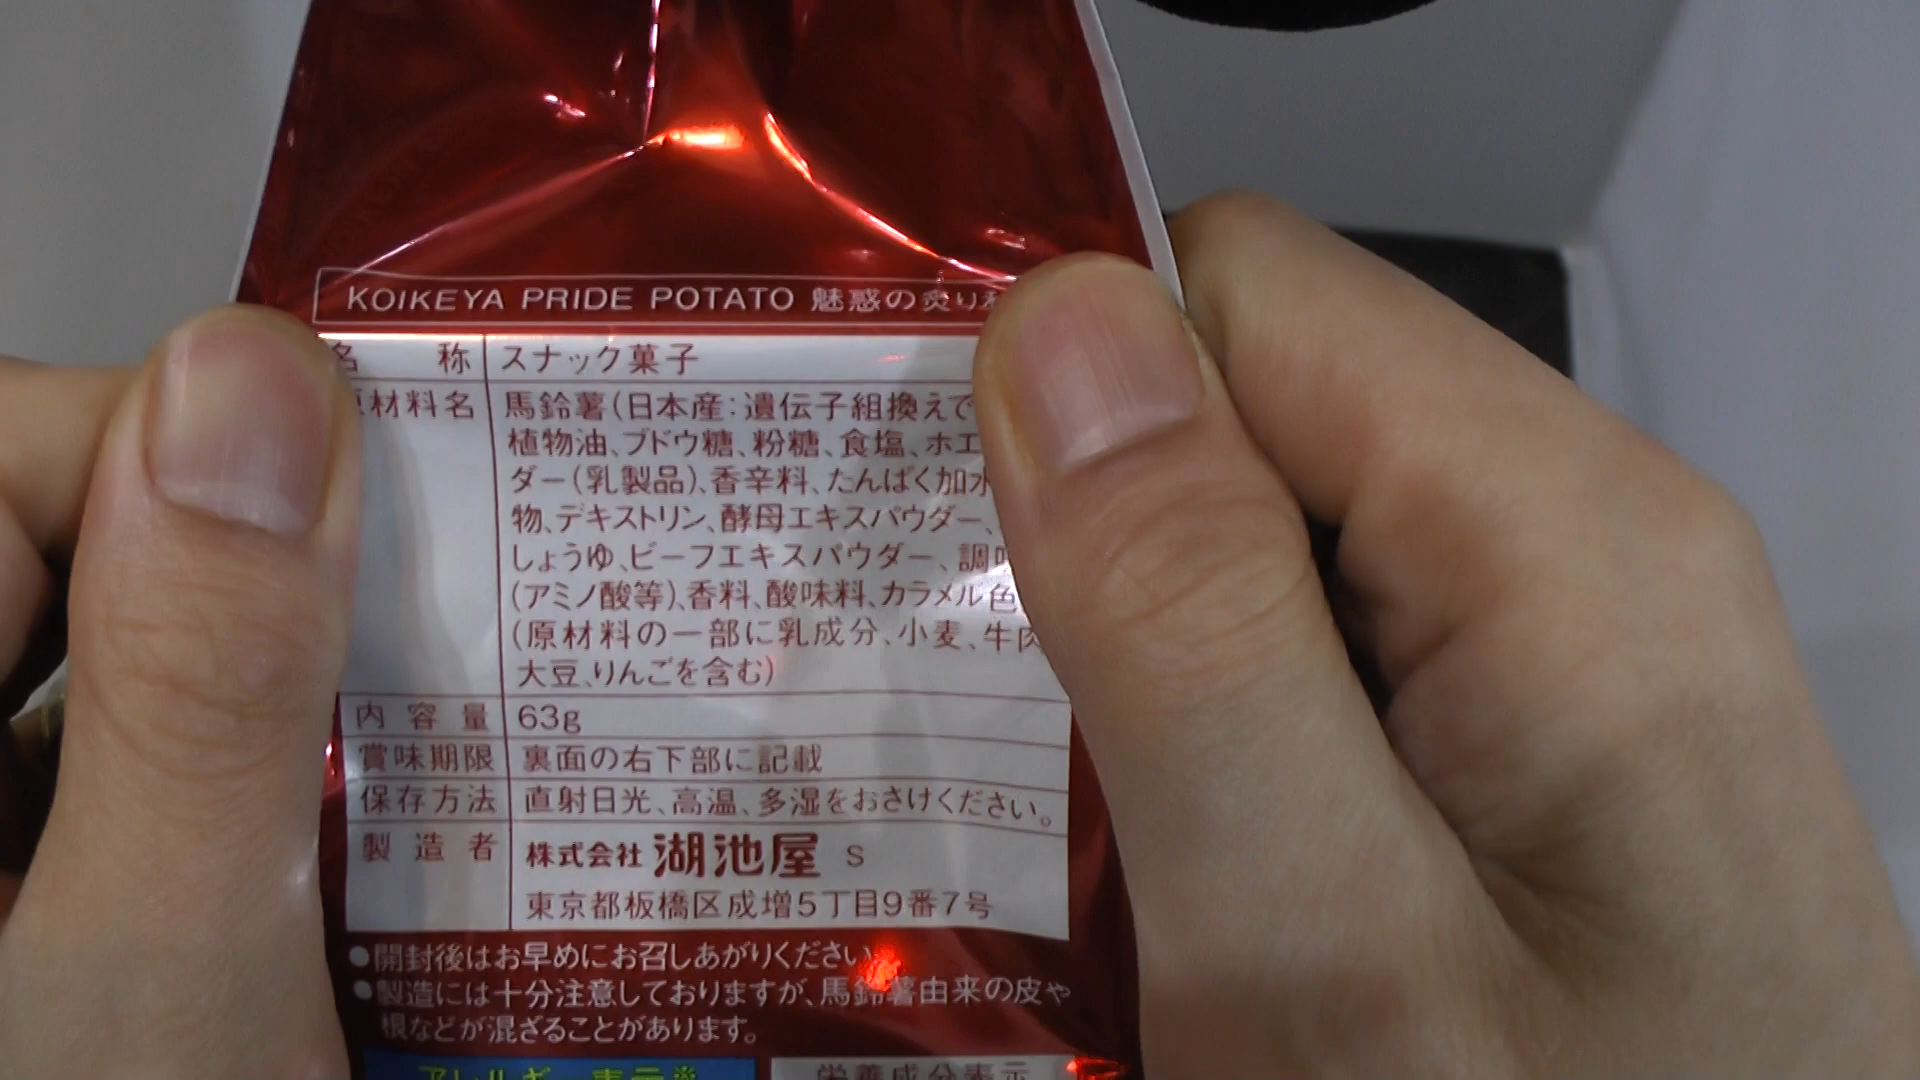 KOIKEYA PRIDE POTATO 魅惑の炙り
名 称 スナック菓子
材料名 馬鈴薯(日本産:遺伝子組換えで
植物油、ブドウ糖、粉糖、食塩、ホエ
ダー(乳製品)、香辛料、たんぱく加水
物、デキストリン、酵母エキスパウダー、
しょうゆ、ビーフエキスパウダー、調
(アミノ酸等)、香料、酸味料、カラメル色
(原材料の一部に乳成分、小麦、牛肉
大豆、りんごを含む)
内容量 63g
賞味期限 裏面の右下部に記載
保存方法 直射日光、高温、多湿をおさけください。
製造者 株式会社 湖池屋 S
東京都板橋区成増5丁目9番7号
●開封後はお早めにお召しあがりください
●製造には十分注意しておりますが、馬鈴薯由来の皮や
根などが混ざることがあります。
アレルギー表示※ 栄養成分表示